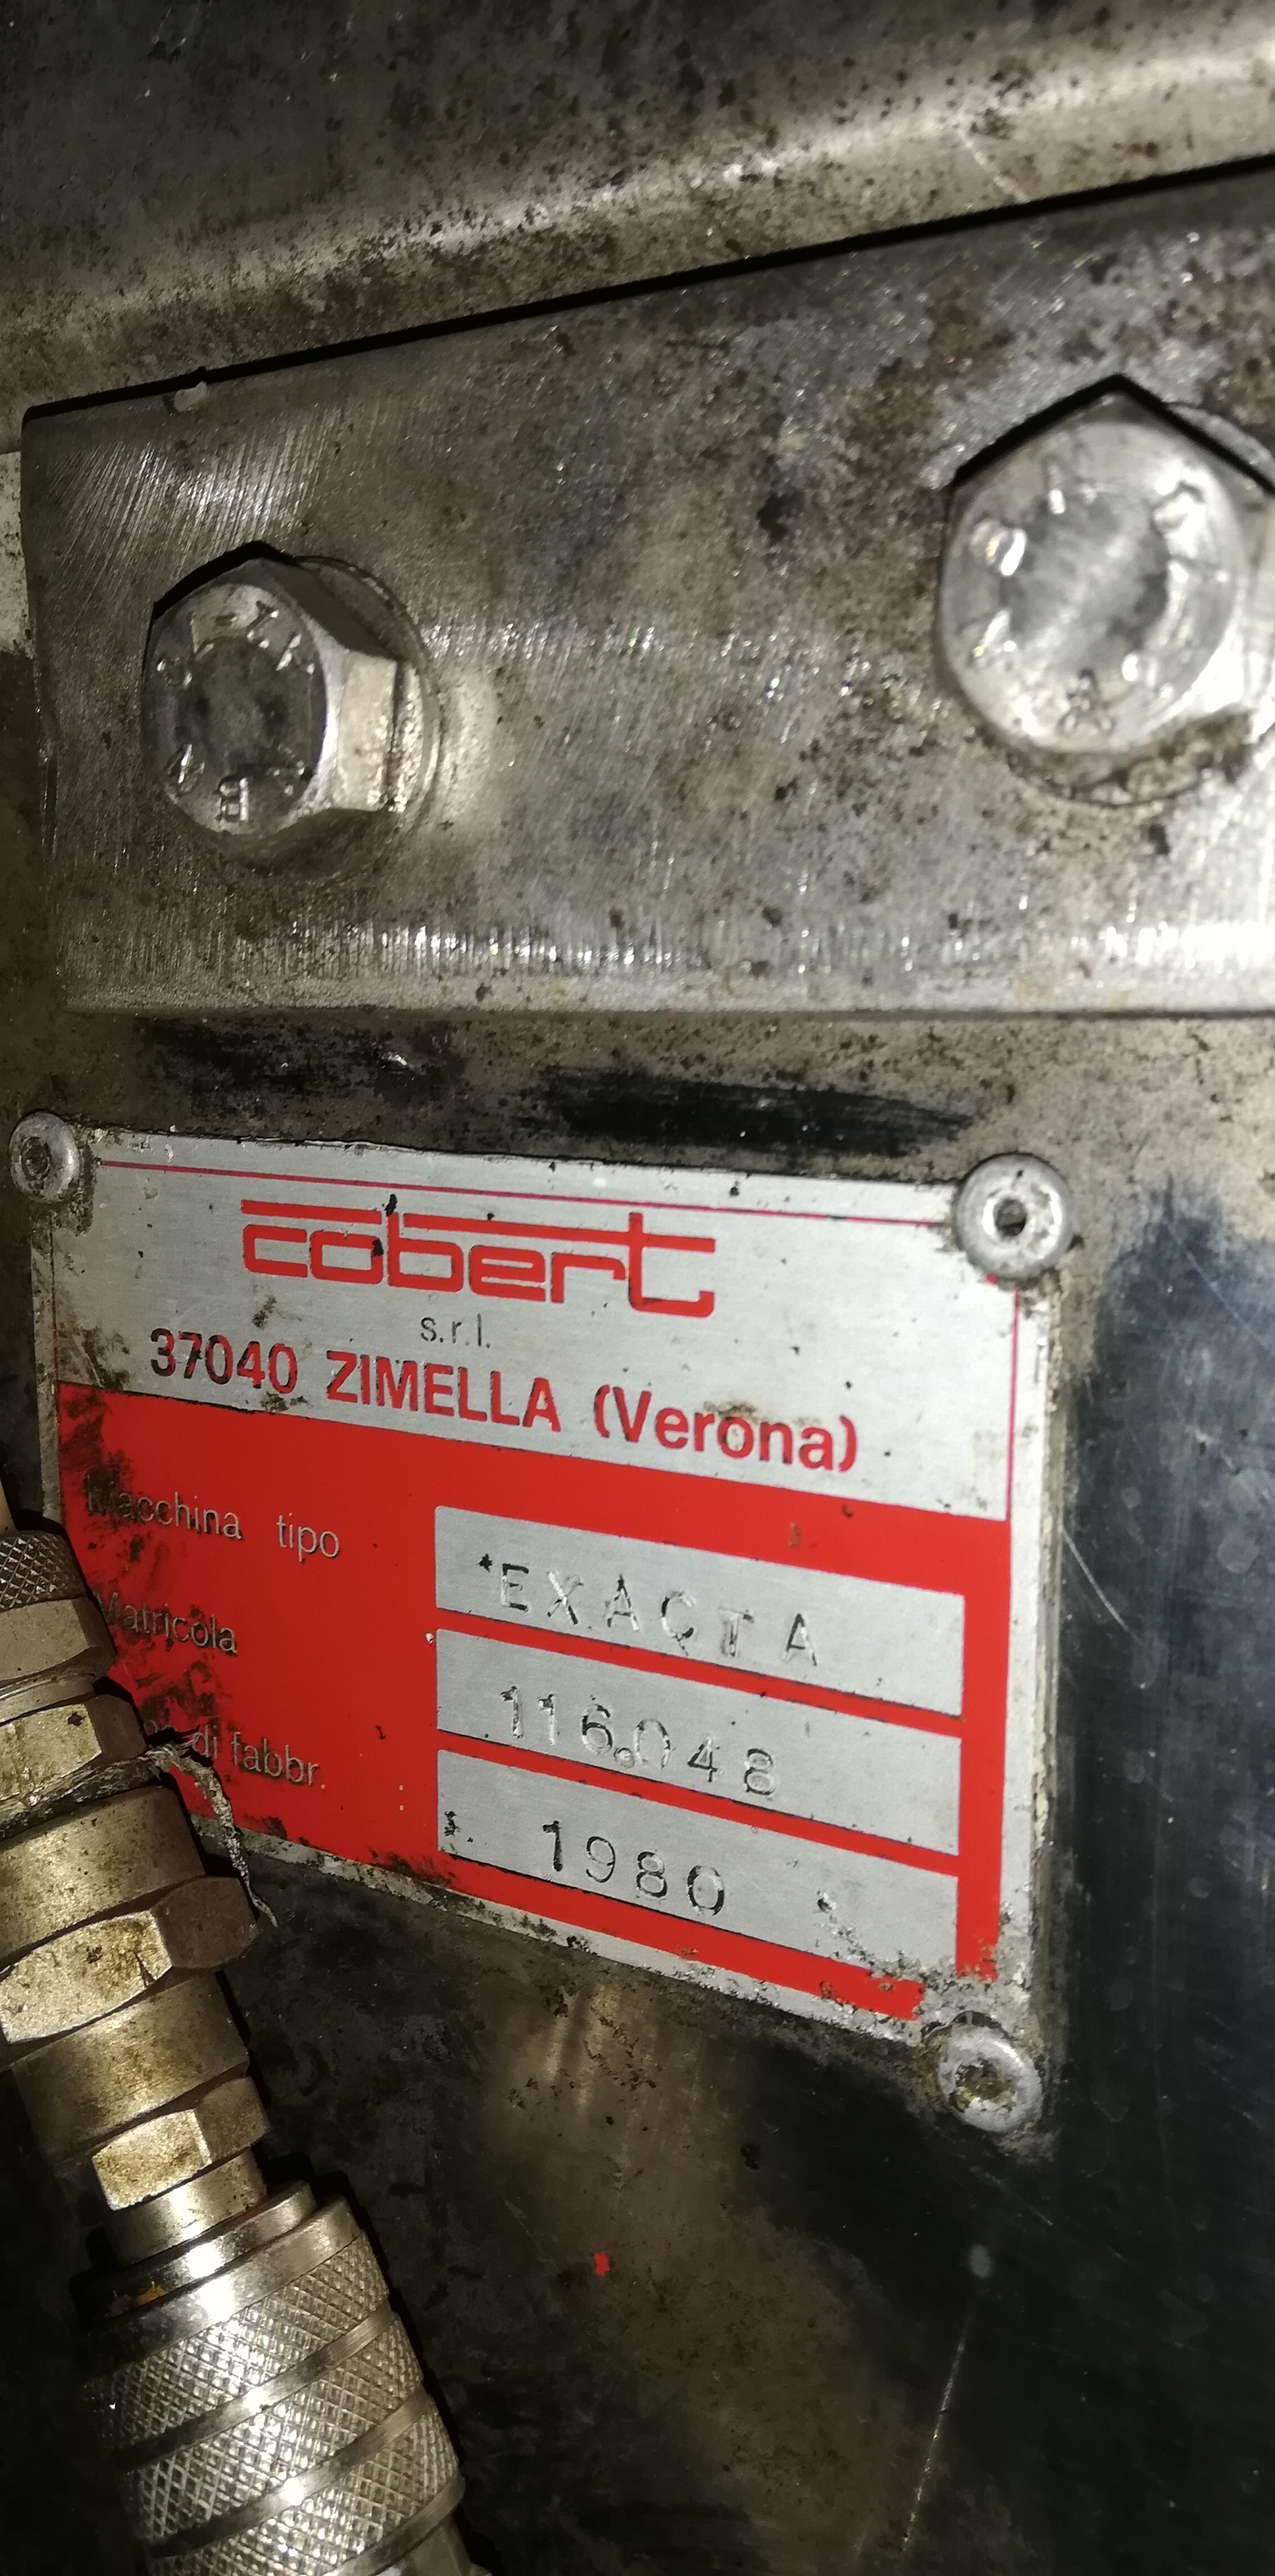 cobert
s.r.l.
37040 ZIMELLA (Verona)
Macchina tipo
*EXACTA
Matricola
116.048
di fabbr.
1980